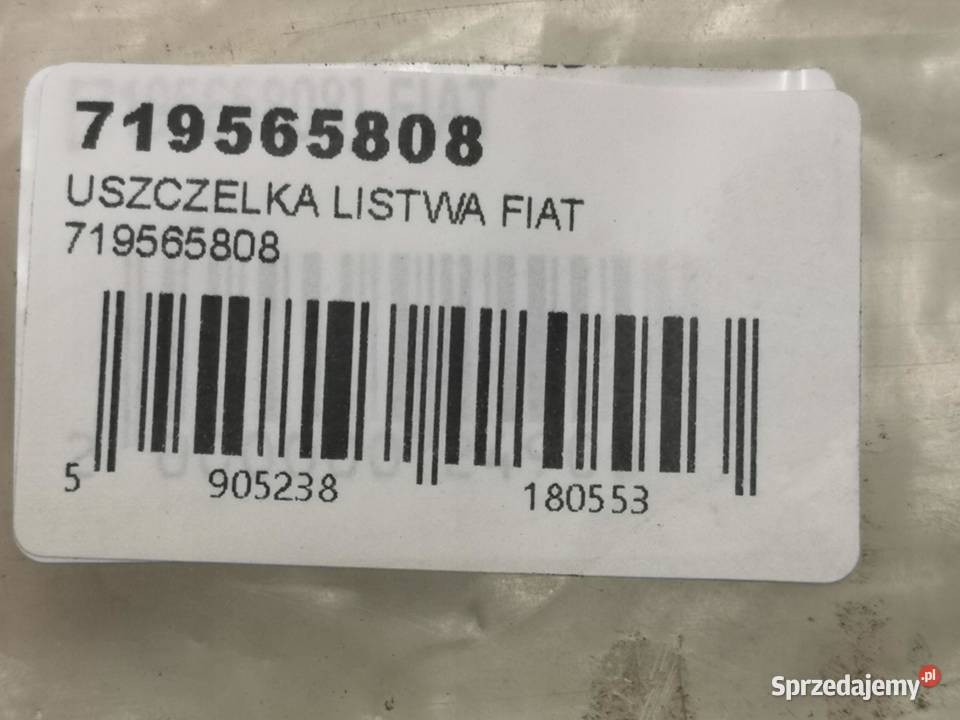 719565808
USZCZELKA LISTWA FIAT
719565808
5 905238 180553
Sprzedajemy.pl